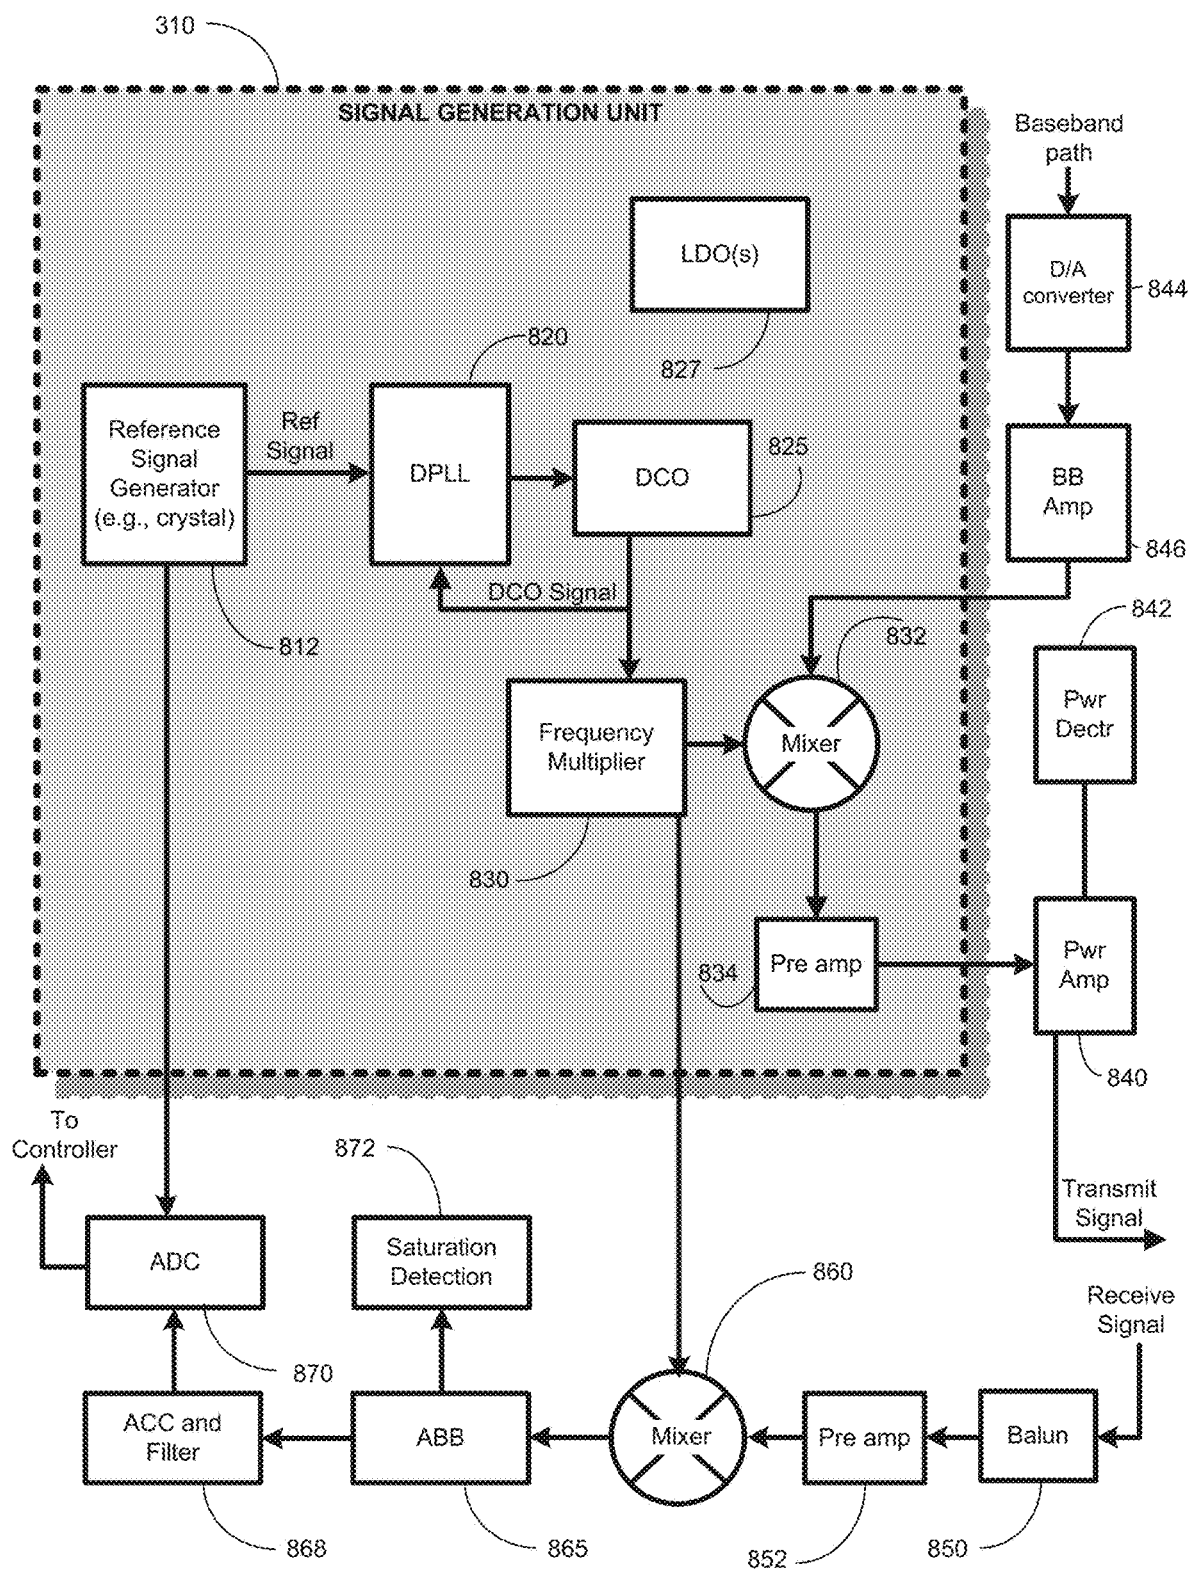 310
SIGNAL GENERATION UNIT
Baseband
path
LDO(s)
827
D/A
converter
844
820
Reference
Signal
Generator
(e.g., crystal)
Ref
Signal
DPLL
DCO
825
BB
Amp
846
DCO Signal
812
832
842
Frequency
Multiplier
Mixer
Pwr
Dectr
830
834
Pre amp
Pwr
Amp
840
To
Controller
872
Transmit
Signal
ADC
Saturation
Detection
860
Receive
Signal
870
ACC and
Filter
ABB
Mixer
Pre amp
Balun
868
865
852
850